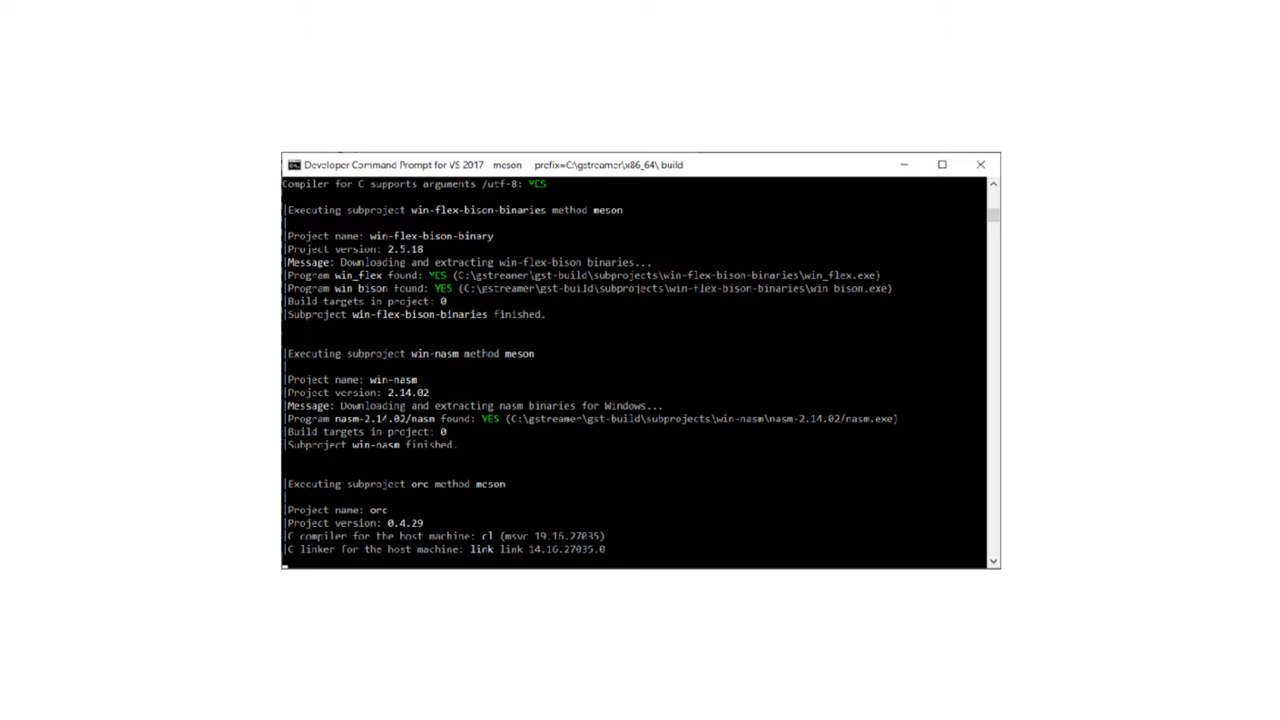 Developer Command Prompt for VS 2017 meson prefix=C:\gstreamer\x86_64\ build
Compiler for C supports arguments /utf-8: YES
|Executing subproject win-flex-bison-binaries method meson
|
|Project name: win-flex-bison-binary
|Project version: 2.5.18
|Message: Downloading and extracting win-flex-bison binaries...
|Program win_flex found: YES (C:\gstreamer\gst-build\subprojects\win-flex-bison-binaries\win_flex.exe)
|Program win bison found: YES (C:\gstreamer\gst-build\subprojects\win-flex-bison-binaries\win bison.exe)
|Build targets in project: 0
|Subproject win-flex-bison-binaries finished.
|Executing subproject win-nasm method meson
|
|Project name: win-nasm
|Project version: 2.14.02
|Message: Downloading and extracting nasm binaries for Windows...
|Program nasm-2.14.02/nasm found: YES (C:\gstreamer\gst-build\subprojects\win-nasm\nasm-2.14.02/nasm.exe)
|Build targets in project: 0
|Subproject win-nasm finished.
|Executing subproject orc method meson
|
|Project name: orc
|Project version: 0.4.29
|C compiler for the host machine: cl (msvc 19.16.27035)
|C linker for the host machine: link link 14.16.27035.0